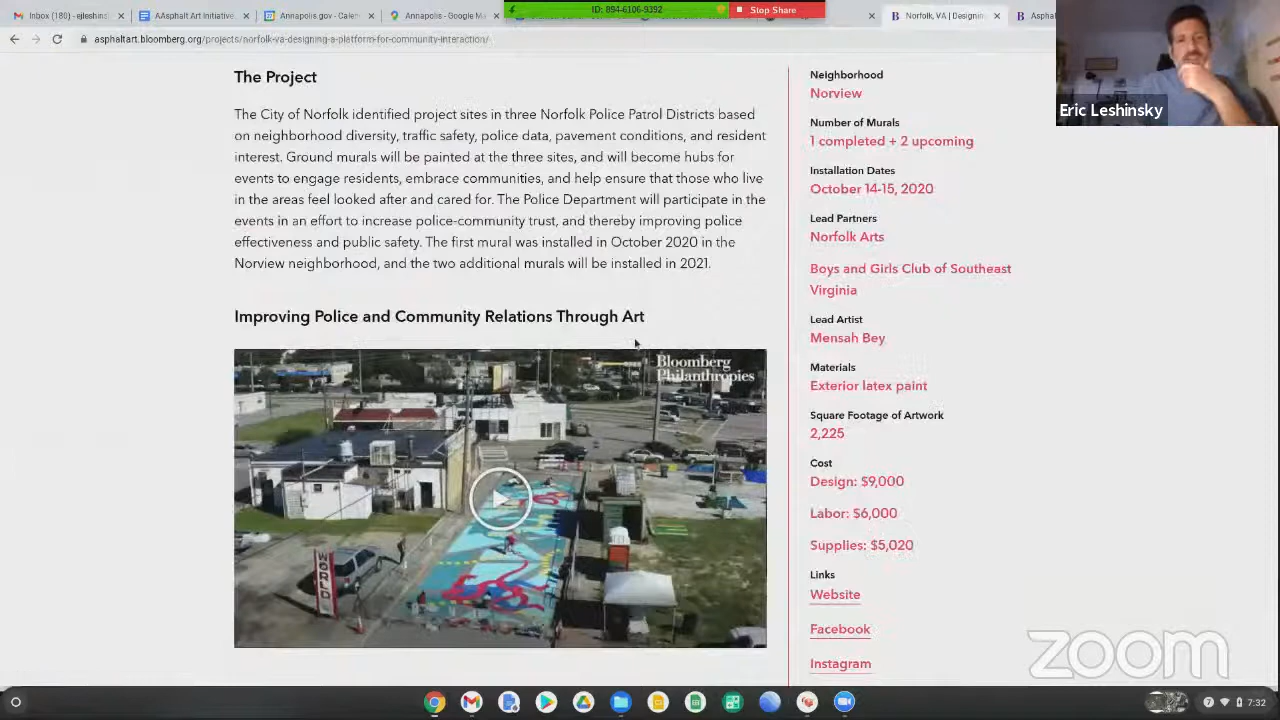 AAsphalt Art Initiative
Annapolis.gov - Galer
Annapolis - Google
ID: 894-6106-9392
Stop Share
Norfolk, VA | Designing
Asphal
asphaltart.bloomberg.org/projects/norfolk-va-designing-a-platform-for-community-interaction/
Eric Leshinsky
The Project
The City of Norfolk identified project sites in three Norfolk Police Patrol Districts based
on neighborhood diversity, traffic safety, police data, pavement conditions, and resident
interest. Ground murals will be painted at the three sites, and will become hubs for
events to engage residents, embrace communities, and help ensure that those who live
in the areas feel looked after and cared for. The Police Department will participate in the
events in an effort to increase police-community trust, and thereby improving police
effectiveness and public safety. The first mural was installed in October 2020 in the
Norview neighborhood, and the two additional murals will be installed in 2021.
Improving Police and Community Relations Through Art
Bloomberg
Philanthropies
WORLD
Neighborhood
Norview
Number of Murals
1 completed + 2 upcoming
Installation Dates
October 14-15, 2020
Lead Partners
Norfolk Arts
Boys and Girls Club of Southeast
Virginia
Lead Artist
Mensah Bey
Materials
Exterior latex paint
Square Footage of Artwork
2,225
Cost
Design: $9,000
Labor: $6,000
Supplies: $5,020
Links
Website
Facebook
Instagram
zoom
7:32